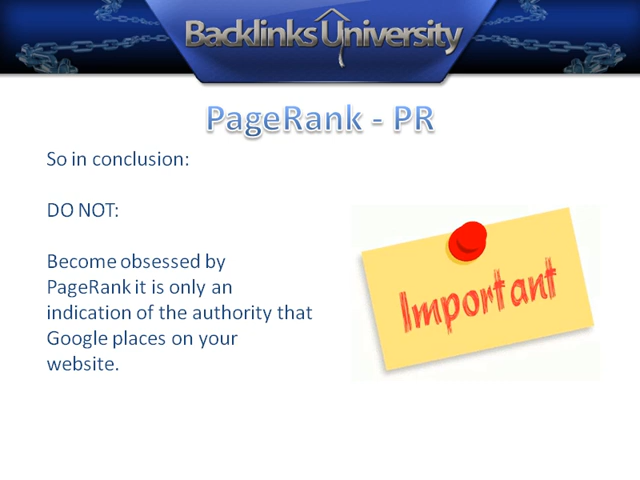 Backlinks University
PageRank - PR
So in conclusion:
DO NOT:
Become obsessed by
PageRank it is only an
indication of the authority that
Google places on your
website.
Important